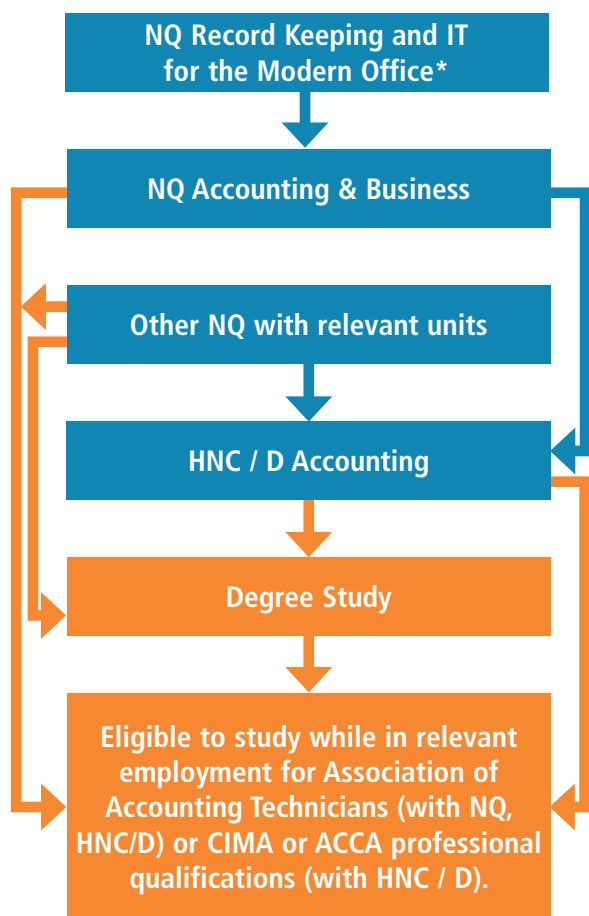 NQ Record Keeping and IT
for the Modern Office*
NQ Accounting & Business
Other NQ with relevant units
HNC / D Accounting
Degree Study
Eligible to study while in relevant
employment for Association of
Accounting Technicians (with NQ,
HNC/D) or CIMA or ACCA professional
qualifications (with HNC / D).